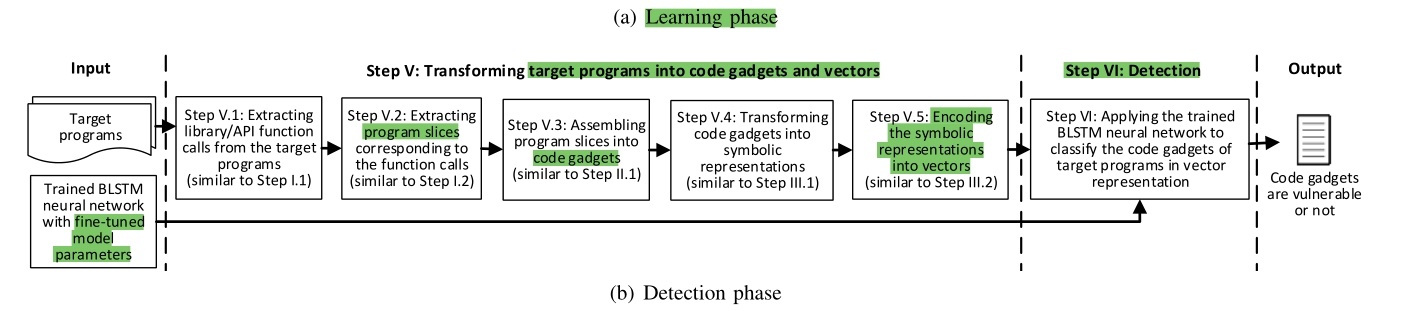 (a) Learning phase
Input
Step V: Transforming target programs into code gadgets and vectors
Step VI: Detection
Output
Target
programs
Step V.1: Extracting
library/API function
calls from the target
programs
(similar to Step I.1)
Step V.2: Extracting
program slices
corresponding to
the function calls
(similar to Step I.2)
Step V.3: Assembling
program slices into
code gadgets
(similar to Step II.1)
Step V.4: Transforming
code gadgets into
symbolic
representations
(similar to Step III.1)
Step V.5: Encoding
the symbolic
representations
into vectors
(similar to Step III.2)
Step VI: Applying the trained
BLSTM neural network to
classify the code gadgets of
target programs in vector
representation
Code gadgets
are vulnerable
or not
Trained BLSTM
neural network
with fine-tuned
model
parameters
(b) Detection phase